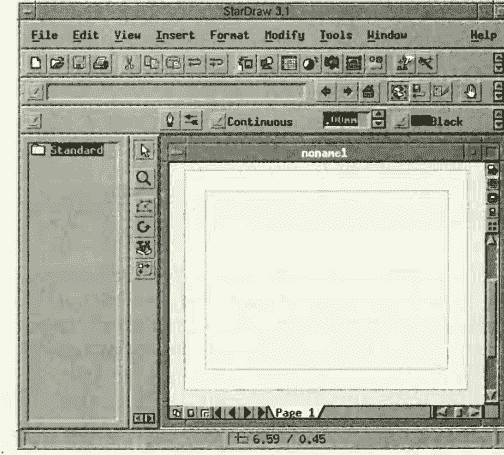 StarDraw 3.1
File Edit View Insert Format Modify Tools Window Help
Continuous .00mm Black
Standard
noname1
Page 1
6.59 / 0.45